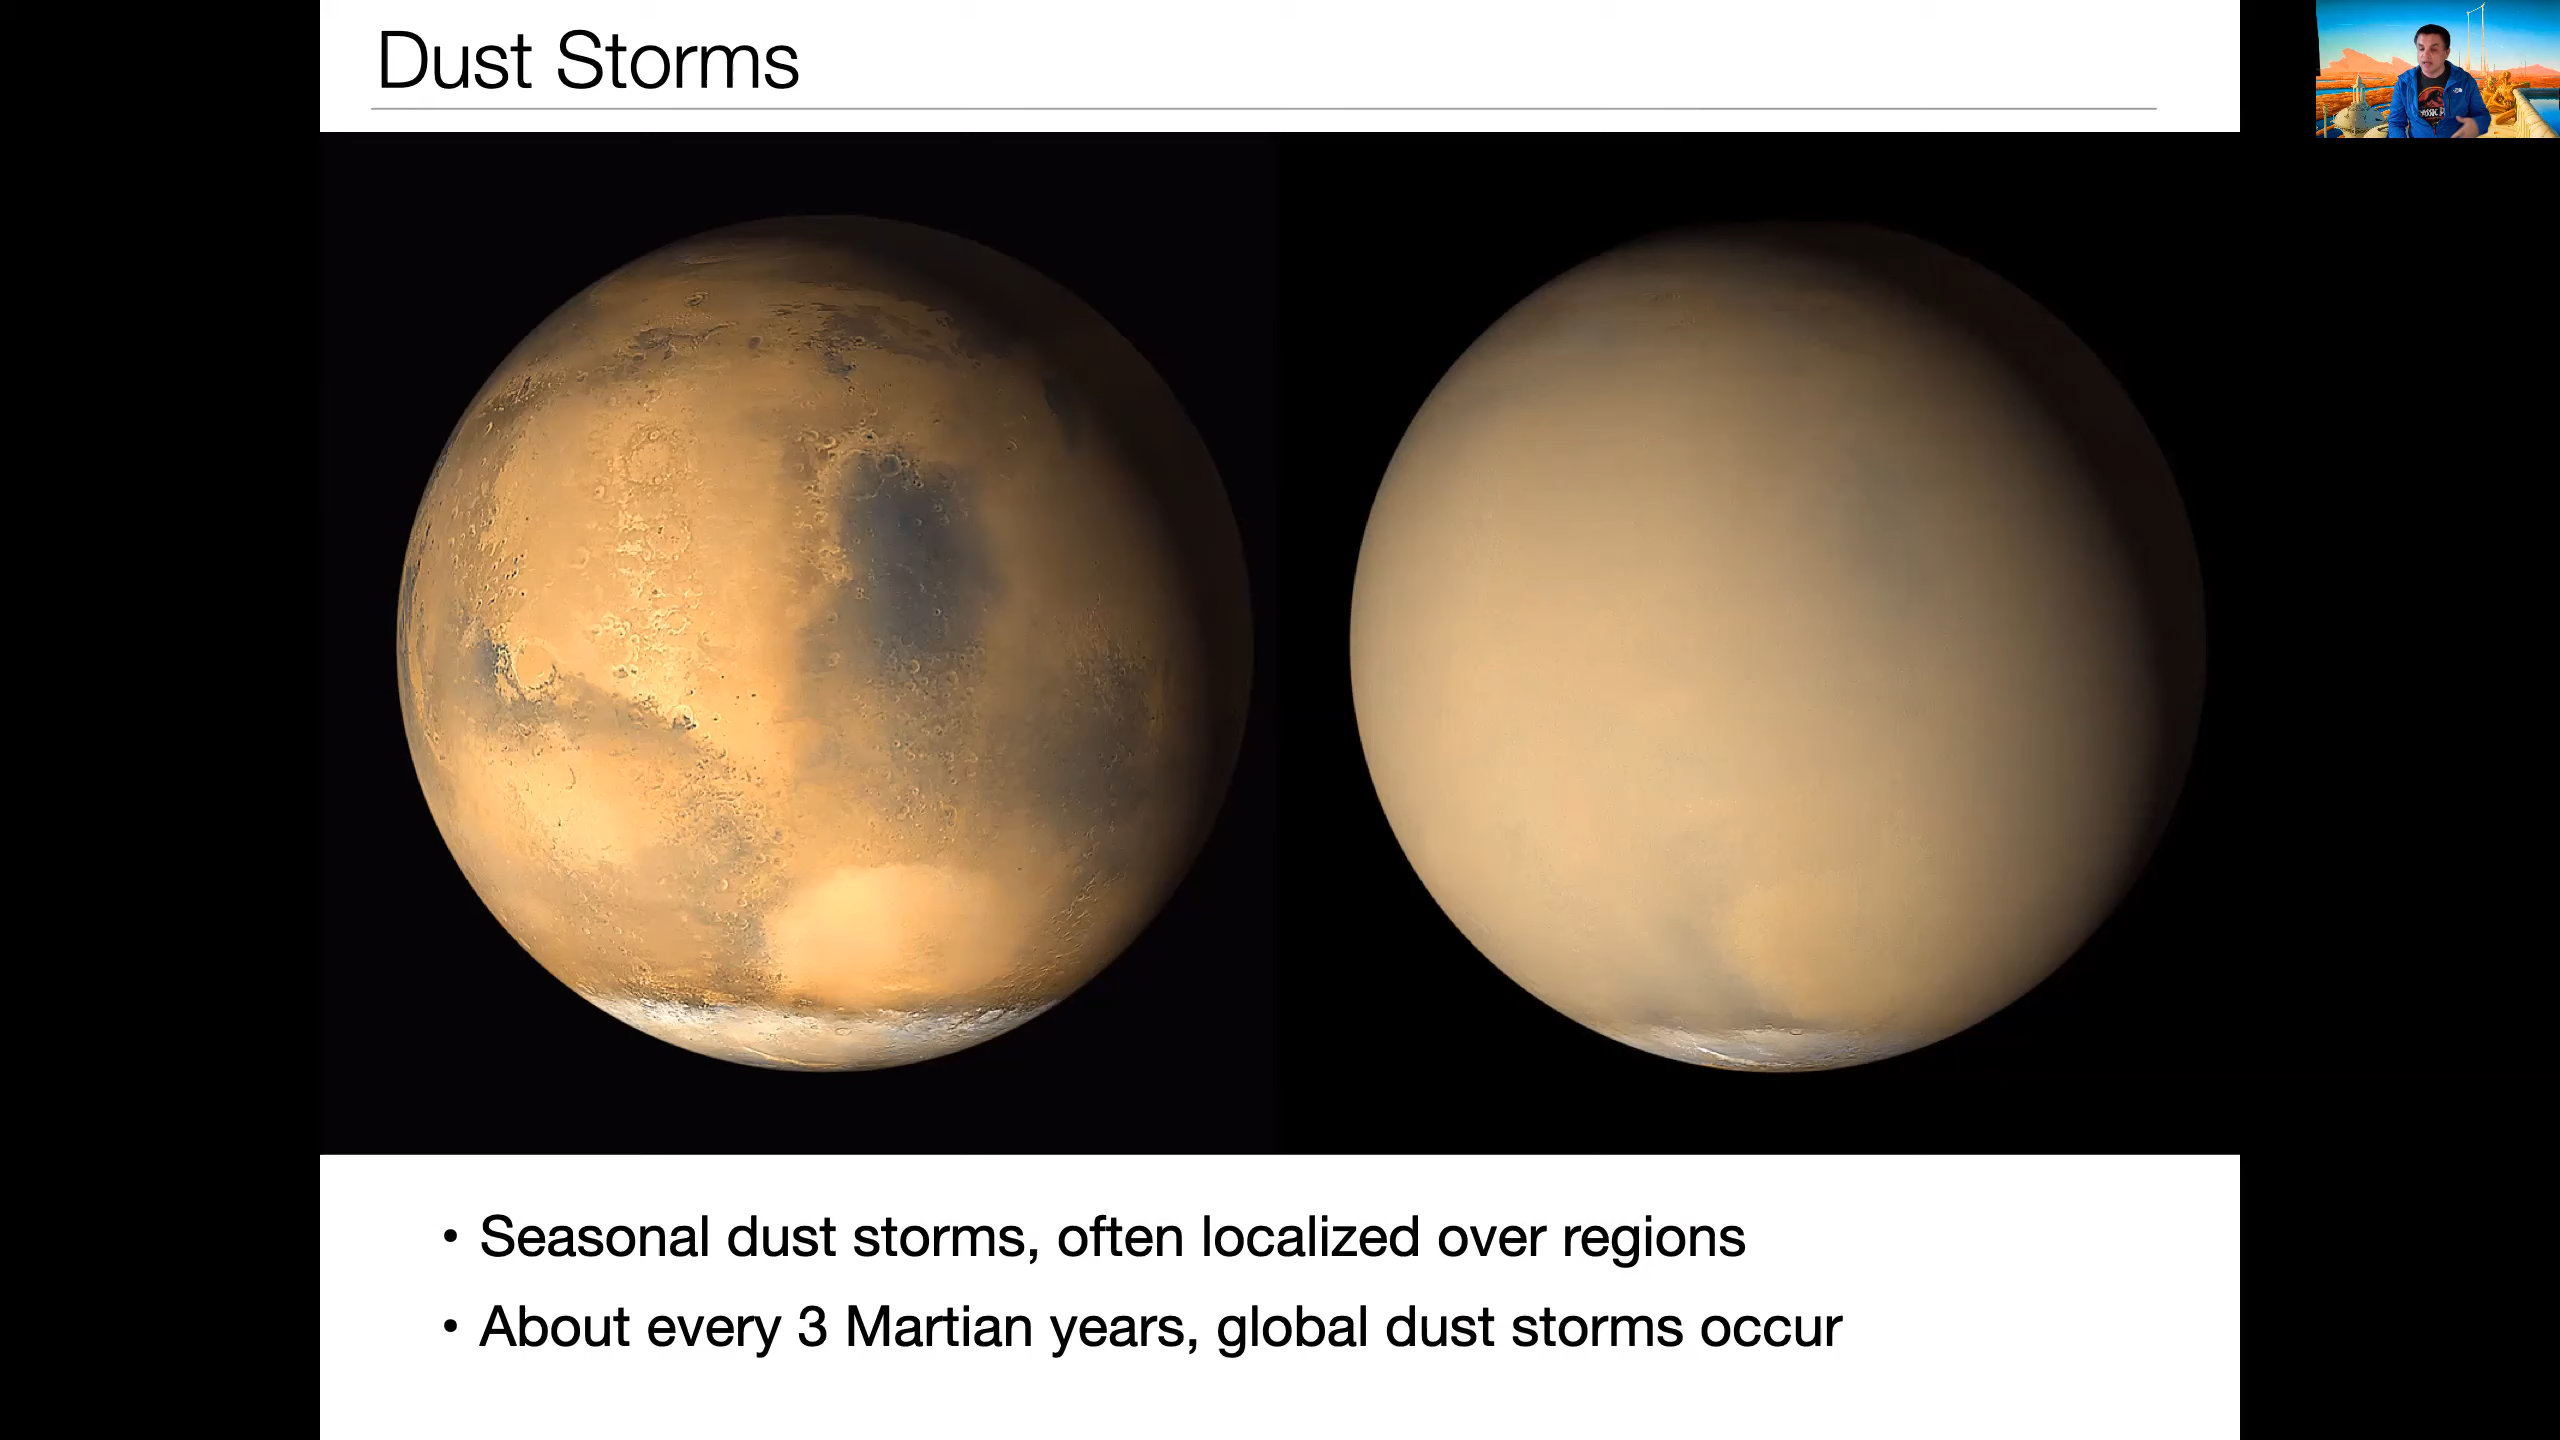 Dust Storms
• Seasonal dust storms, often localized over regions
• About every 3 Martian years, global dust storms occur